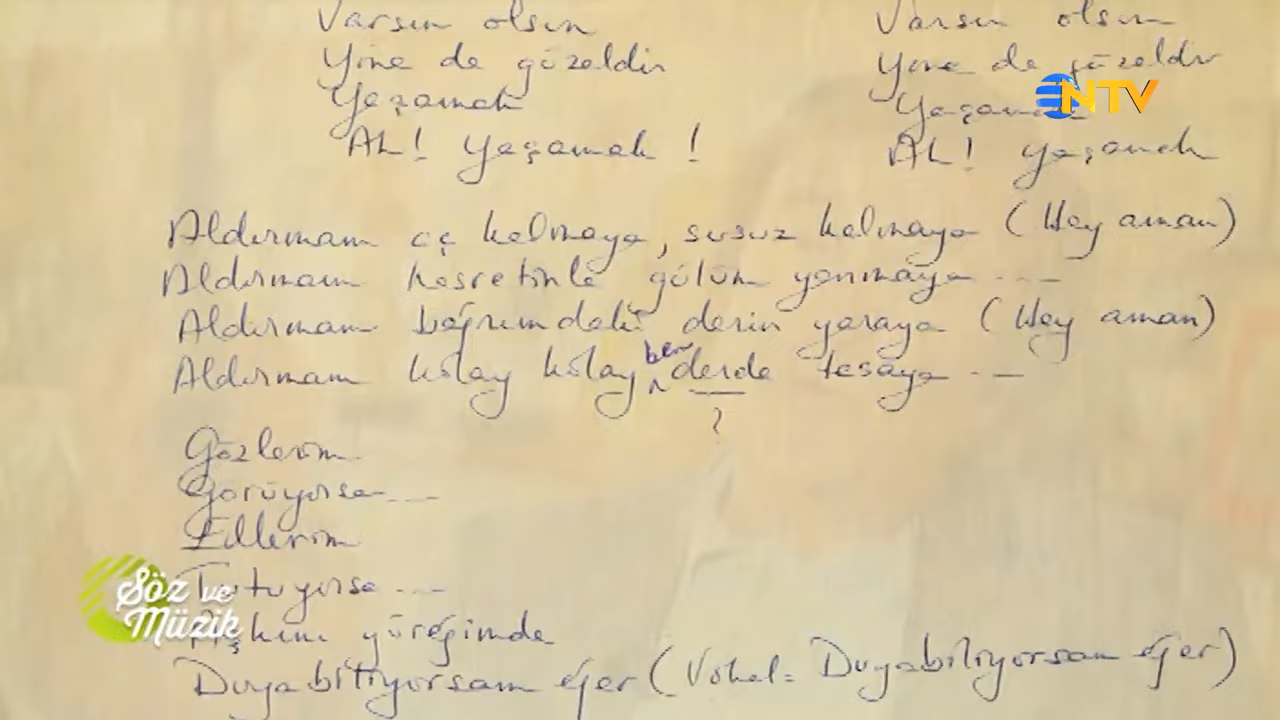 Varsın olsun
Yine de güzeldir
Yaşamak
Ah! Yaşamak !
Varsın olsun
Yine de güzeldir
Yaşamak
Ah! Yaşamak
NTV
Aldırmam aç kalmaya, susuz kalmaya (Hey aman)
Aldırmam hasretinle gülüm yanmaya ----
Aldırmam bağrımdaki derin yaraya (Hey aman)
Aldırmam kolay kolay ben derde tasaya ---
?
Gözlerim
Görüyorsa ----
Ellerim
Tutuyorsa ----
Aşkını yüreğimde
Duyabiliyorsam eğer (Vokal= Duyabiliyorsam eğer)
Söz ve
Müzik